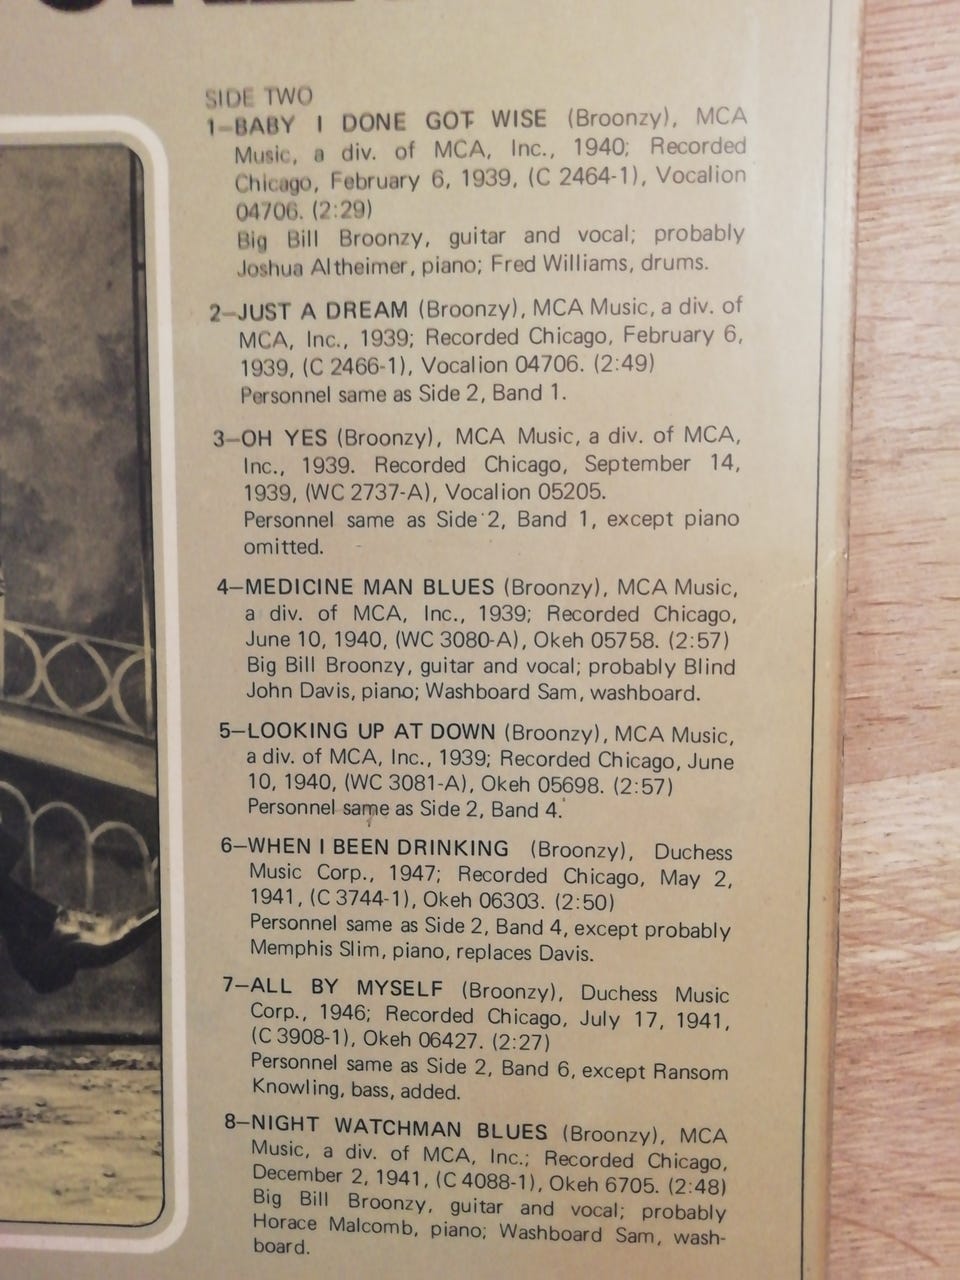 SIDE TWO
1–BABY I DONE GOT WISE (Broonzy), MCA
Music, a div. of MCA, Inc., 1940; Recorded
Chicago, February 6, 1939, (C 2464-1), Vocalion
04706. (2:29)
Big Bill Broonzy, guitar and vocal; probably
Joshua Altheimer, piano; Fred Williams, drums.
2–JUST A DREAM (Broonzy), MCA Music, a div. of
MCA, Inc., 1939; Recorded Chicago, February 6,
1939, (C 2466-1), Vocalion 04706. (2:49)
Personnel same as Side 2, Band 1.
3–OH YES (Broonzy), MCA Music, a div. of MCA,
Inc., 1939. Recorded Chicago, September 14,
1939, (WC 2737-A), Vocalion 05205.
Personnel same as Side 2, Band 1, except piano
omitted.
4–MEDICINE MAN BLUES (Broonzy), MCA Music,
a div. of MCA, Inc., 1939; Recorded Chicago,
June 10, 1940, (WC 3080-A), Okeh 05758. (2:57)
Big Bill Broonzy, guitar and vocal; probably Blind
John Davis, piano; Washboard Sam, washboard.
5–LOOKING UP AT DOWN (Broonzy), MCA Music,
a div. of MCA, Inc., 1939; Recorded Chicago, June
10, 1940, (WC 3081-A), Okeh 05698. (2:57)
Personnel same as Side 2, Band 4.
6–WHEN I BEEN DRINKING (Broonzy), Duchess
Music Corp., 1947; Recorded Chicago, May 2,
1941, (C 3744-1), Okeh 06303. (2:50)
Personnel same as Side 2, Band 4, except probably
Memphis Slim, piano, replaces Davis.
7–ALL BY MYSELF (Broonzy), Duchess Music
Corp., 1946; Recorded Chicago, July 17, 1941,
(C 3908-1), Okeh 06427. (2:27)
Personnel same as Side 2, Band 6, except Ransom
Knowling, bass, added.
8–NIGHT WATCHMAN BLUES (Broonzy), MCA
Music, a div. of MCA, Inc.; Recorded Chicago,
December 2, 1941, (C 4088-1), Okeh 6705. (2:48)
Big Bill Broonzy, guitar and vocal; probably
Horace Malcomb, piano; Washboard Sam, wash-
board.